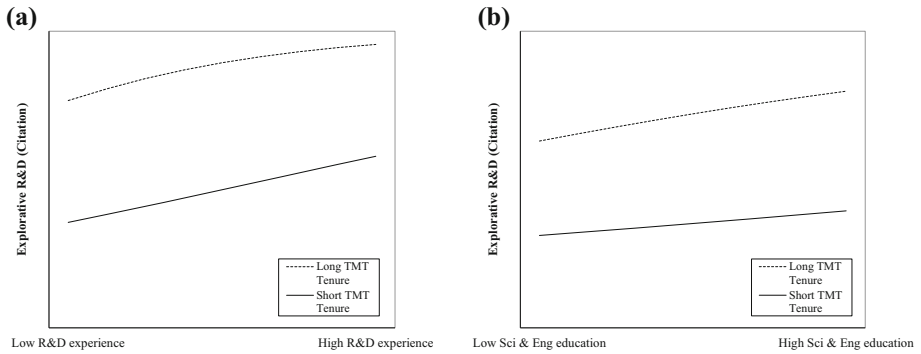 (a)
Explorative R&D (Citation)
Long TMT
Tenure
Short TMT
Tenure
Low R&D experience
High R&D experience
(b)
Explorative R&D (Citation)
Long TMT
Tenure
Short TMT
Tenure
Low Sci & Eng education
High Sci & Eng education